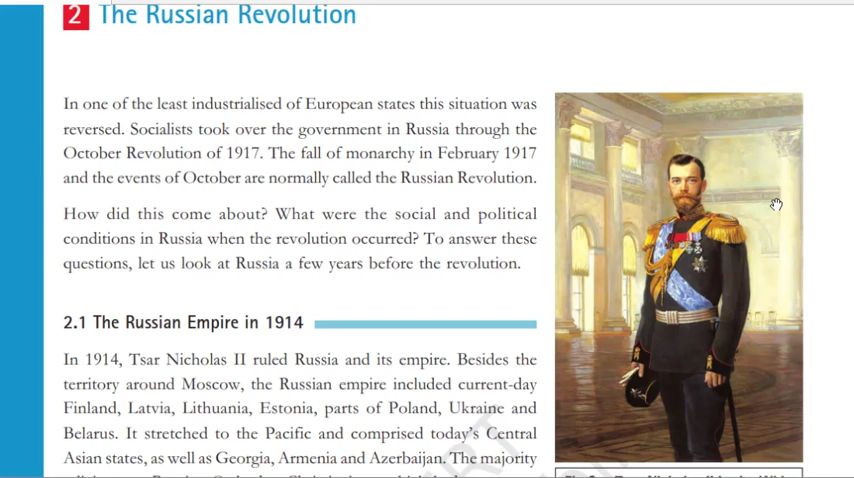 2 The Russian Revolution
In one of the least industrialised of European states this situation was
reversed. Socialists took over the government in Russia through the
October Revolution of 1917. The fall of monarchy in February 1917
and the events of October are normally called the Russian Revolution.
How did this come about? What were the social and political
conditions in Russia when the revolution occurred? To answer these
questions, let us look at Russia a few years before the revolution.
2.1 The Russian Empire in 1914
In 1914, Tsar Nicholas II ruled Russia and its empire. Besides the
territory around Moscow, the Russian empire included current-day
Finland, Latvia, Lithuania, Estonia, parts of Poland, Ukraine and
Belarus. It stretched to the Pacific and comprised today's Central
Asian states, as well as Georgia, Armenia and Azerbaijan. The majority